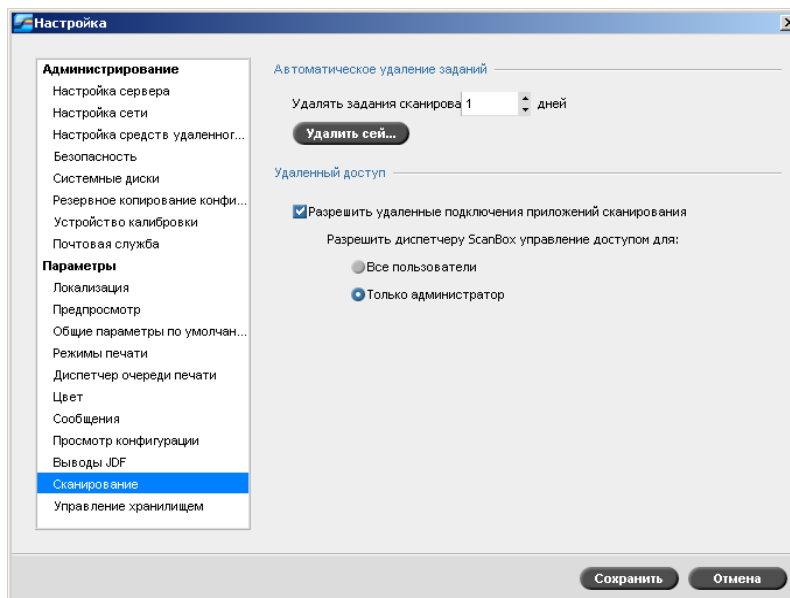 Настройка
Администрирование
Настройка сервера
Настройка сети
Настройка средств удаленног...
Безопасность
Системные диски
Резервное копирование конфи...
Устройство калибровки
Почтовая служба
Параметры
Локализация
Предпросмотр
Общие параметры по умолчан...
Режимы печати
Диспетчер очереди печати
Цвет
Сообщения
Просмотр конфигурации
Выводы JDF
Сканирование
Управление хранилищем
Автоматическое удаление заданий
Удалять задания сканирова 1 дней
Удалить сей...
Удаленный доступ
Разрешить удаленные подключения приложений сканирования
Разрешить диспетчеру ScanBox управление доступом для:
Все пользователи
Только администратор
Сохранить Отмена